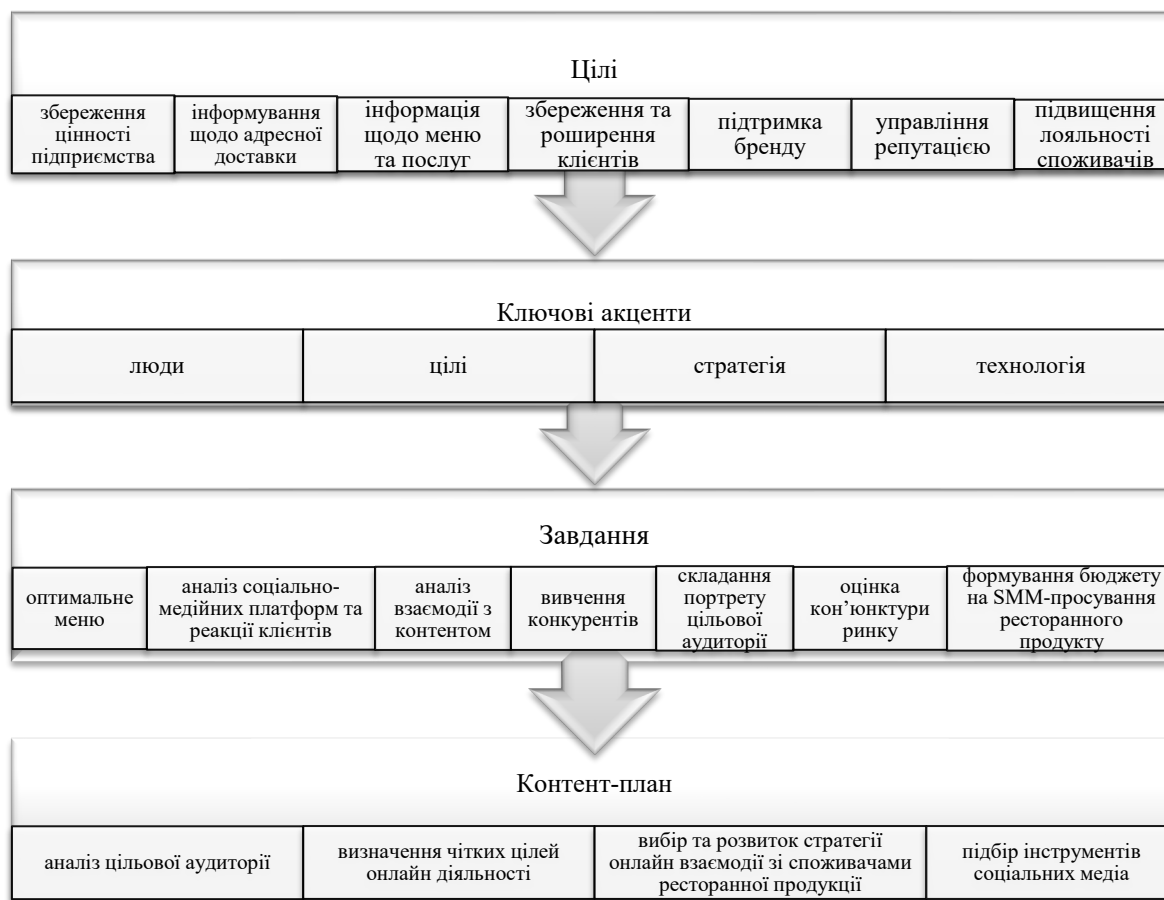 Цілі
збереження
цінності
підприємства
інформування
щодо адресної
доставки
інформація
щодо меню
та послуг
збереження та
роширення
клієнтів
підтримка
бренду
управління
репутацією
підвищення
лояльності
споживачів
Ключові акценти
люди
цілі
стратегія
технологія
Завдання
оптимальне
меню
аналіз соціально-
медійних платформ та
реакції клієнтів
аналіз
взаємодії з
контентом
вивчення
конкурентів
складання
портрету
цільової
аудиторії
оцінка
кон’юнктури
ринку
формування бюджету
на SMM-просування
ресторанного
продукту
Контент-план
аналіз цільової аудиторії
визначення чітких цілей
онлайн діяльності
вибір та розвиток стратегії
онлайн взаємодії зі споживачами
ресторанної продукції
підбір інструментів
соціальних медіа